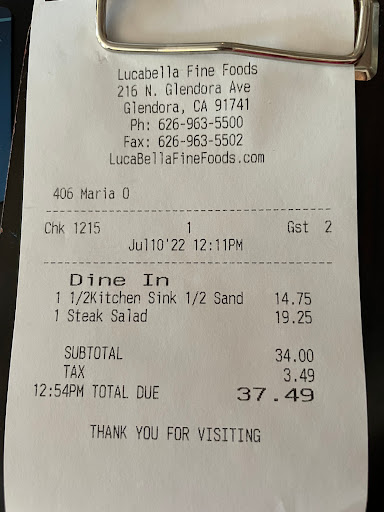 Lucabella Fine Foods
216 N. Glendora Ave
Glendora, CA 91741
Ph: 626-963-5500
Fax: 626-963-5502
LucaBellaFineFoods.com
406 Maria O
Chk 1215 1 Gst 2
Jul10'22 12:11PM
Dine In
1 1/2Kitchen Sink 1/2 Sand 14.75
1 Steak Salad 19.25
SUBTOTAL 34.00
TAX 3.49
12:54PM TOTAL DUE 37.49
THANK YOU FOR VISITING